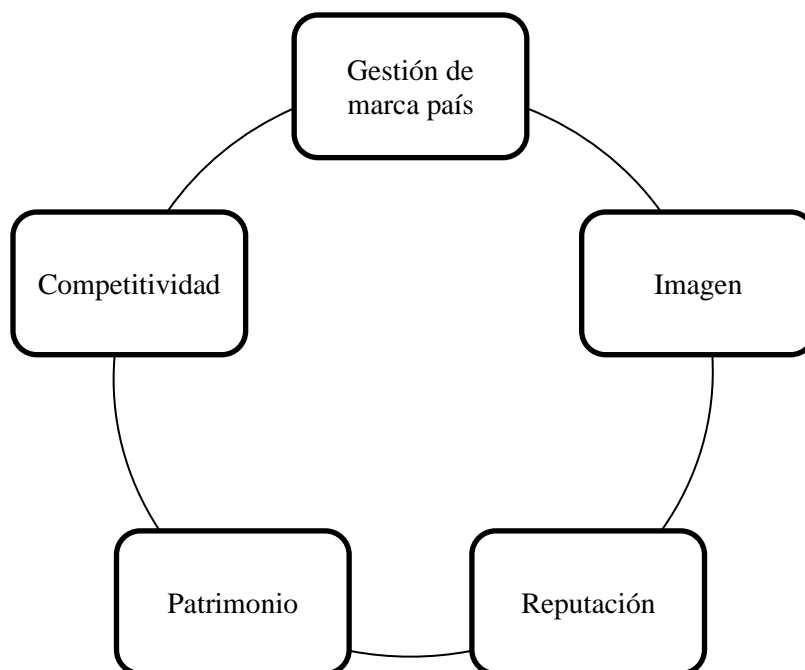 Gestión de
marca país
Competitividad
Imagen
Patrimonio
Reputación